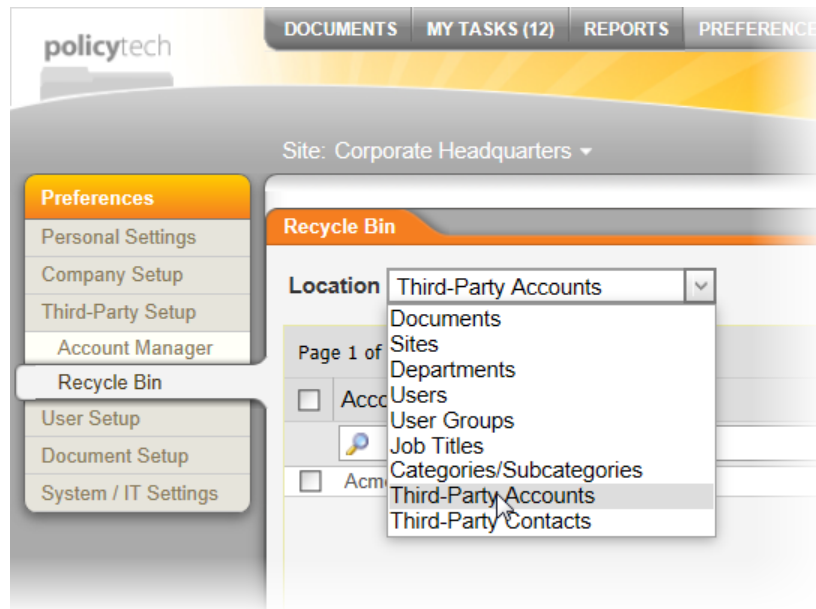 policytech
DOCUMENTS MY TASKS (12) REPORTS PREFERENCE
Site: Corporate Headquarters
Preferences
Personal Settings
Company Setup
Third-Party Setup
Account Manager
Recycle Bin
User Setup
Document Setup
System / IT Settings
Recycle Bin
Location Third-Party Accounts
Documents
Sites
Departments
Users
User Groups
Job Titles
Categories/Subcategories
Third-Party Accounts
Third-Party Contacts
Page 1 of
Acco
Acm